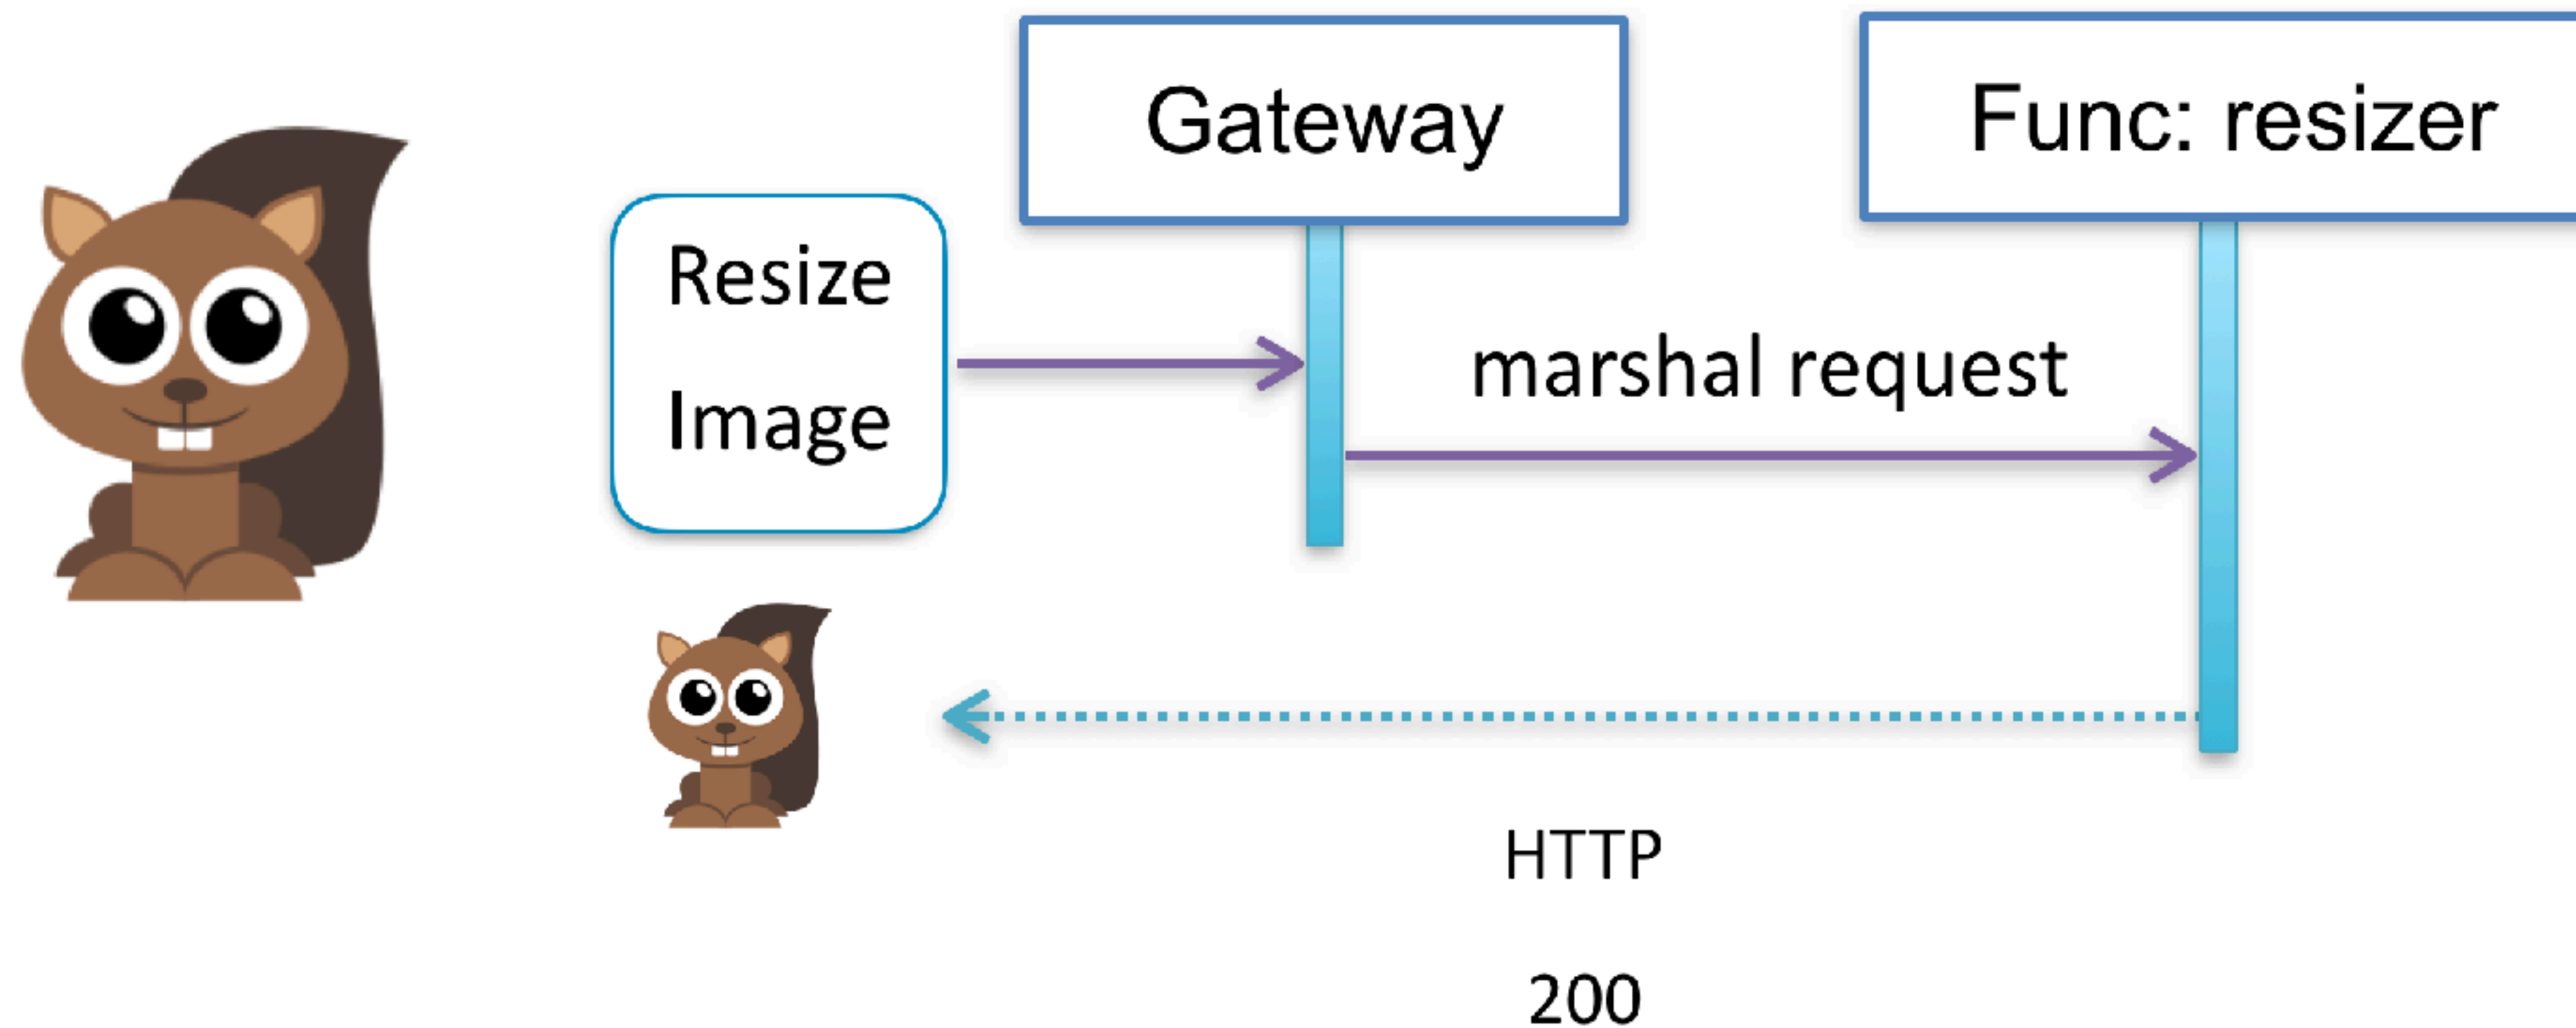 Gateway
Func: resizer
Resize
Image
marshal request
HTTP
200